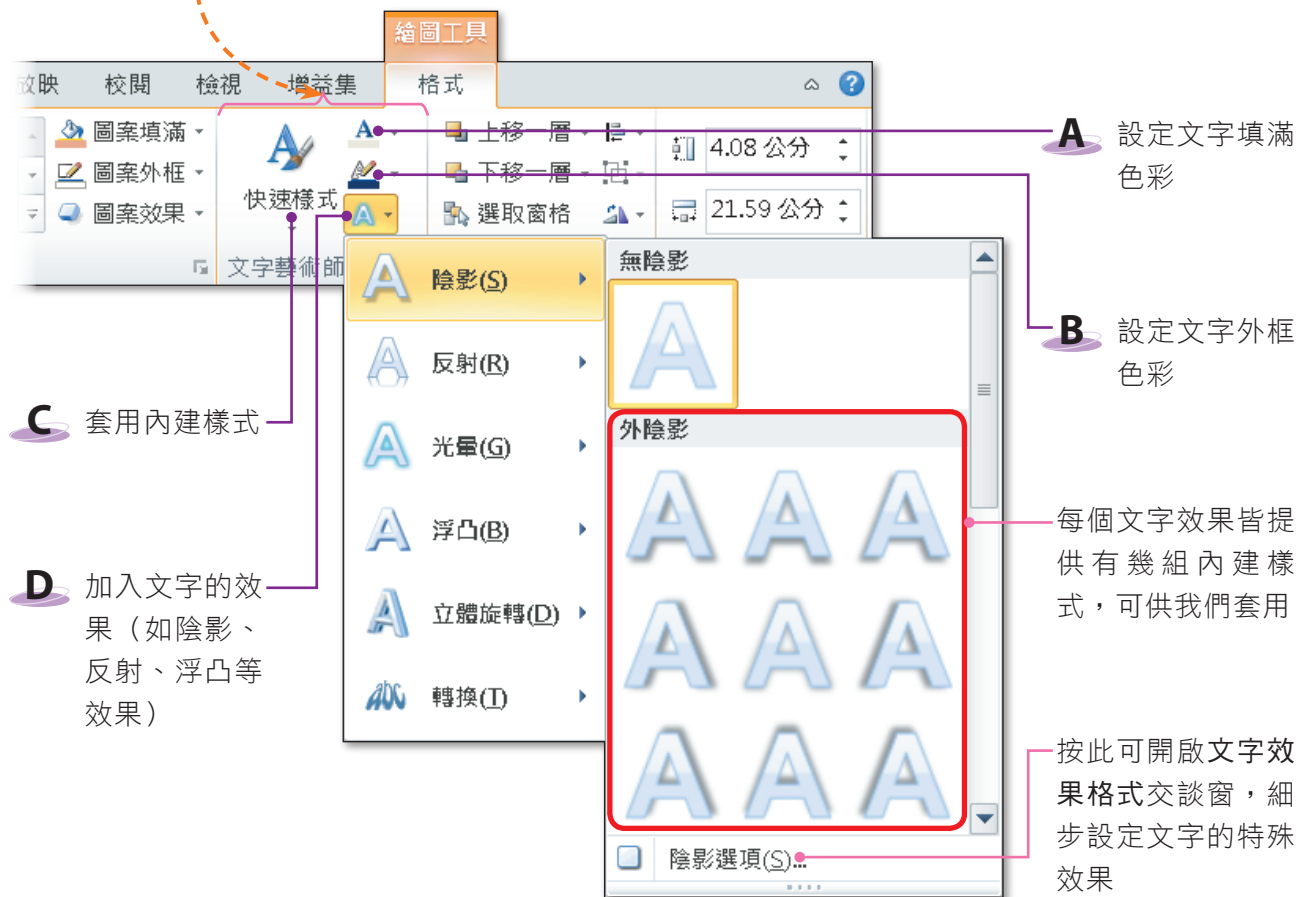 繪圖工具
放映 校閱 檢視 增益集 格式
圖案填滿
圖案外框
圖案效果
快速樣式
文字藝術師
上移一層
下移一層
選取窗格
4.08 公分
21.59 公分
A 設定文字填滿
色彩
B 設定文字外框
色彩
C 套用內建樣式
D 加入文字的效
果（如陰影、
反射、浮凸等
效果）
陰影(S)
反射(R)
光暈(G)
浮凸(B)
立體旋轉(D)
轉換(T)
無陰影
外陰影
陰影選項(S)...
每個文字效果皆提
供有幾組內建樣
式，可供我們套用
按此可開啟文字效
果格式交談窗，細
步設定文字的特殊
效果